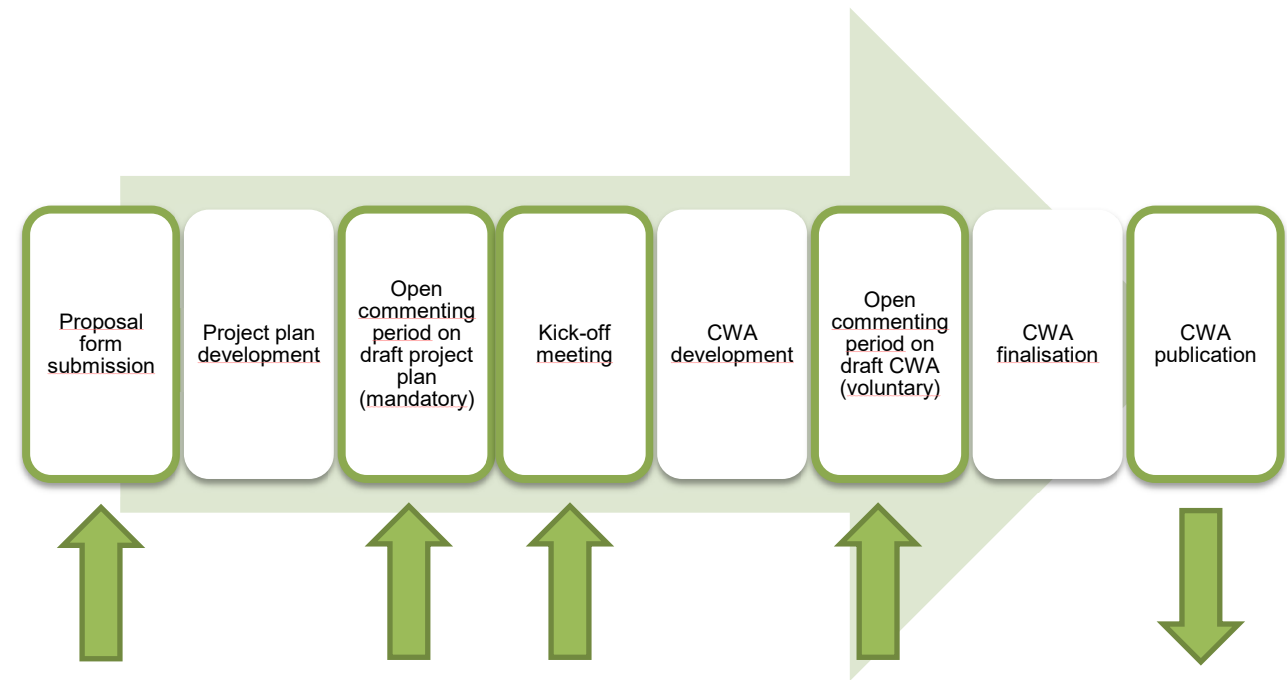 Proposal
form
submission
Project plan
development
Open
commenting
period on
draft project
plan
(mandatory)
Kick-off
meeting
CWA
development
Open
commenting
period on
draft CWA
(voluntary)
CWA
finalisation
CWA
publication